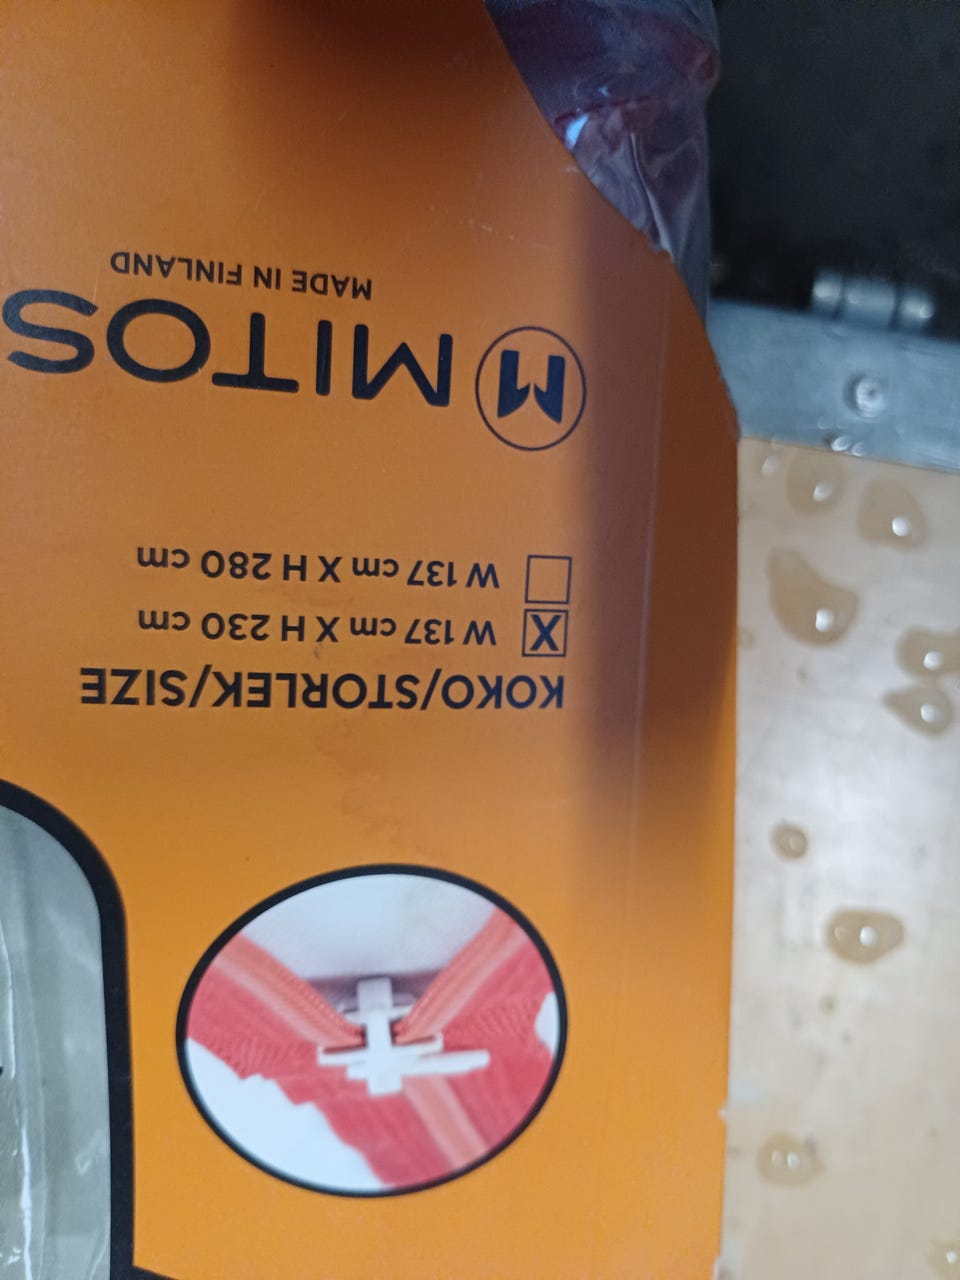 KOKO/STORLEK/SIZE
X W 137 cm X H 230 cm
W 137 cm X H 280 cm
M MITOS
MADE IN FINLAND